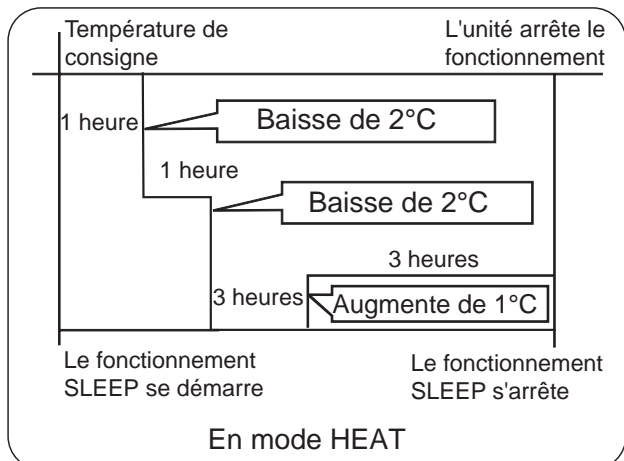 Température de
consigne
L'unité arrête le
fonctionnement
1 heure
Baisse de 2°C
1 heure
Baisse de 2°C
3 heures
3 heures
Augmente de 1°C
Le fonctionnement
SLEEP se démarre
Le fonctionnement
SLEEP s'arrête
En mode HEAT